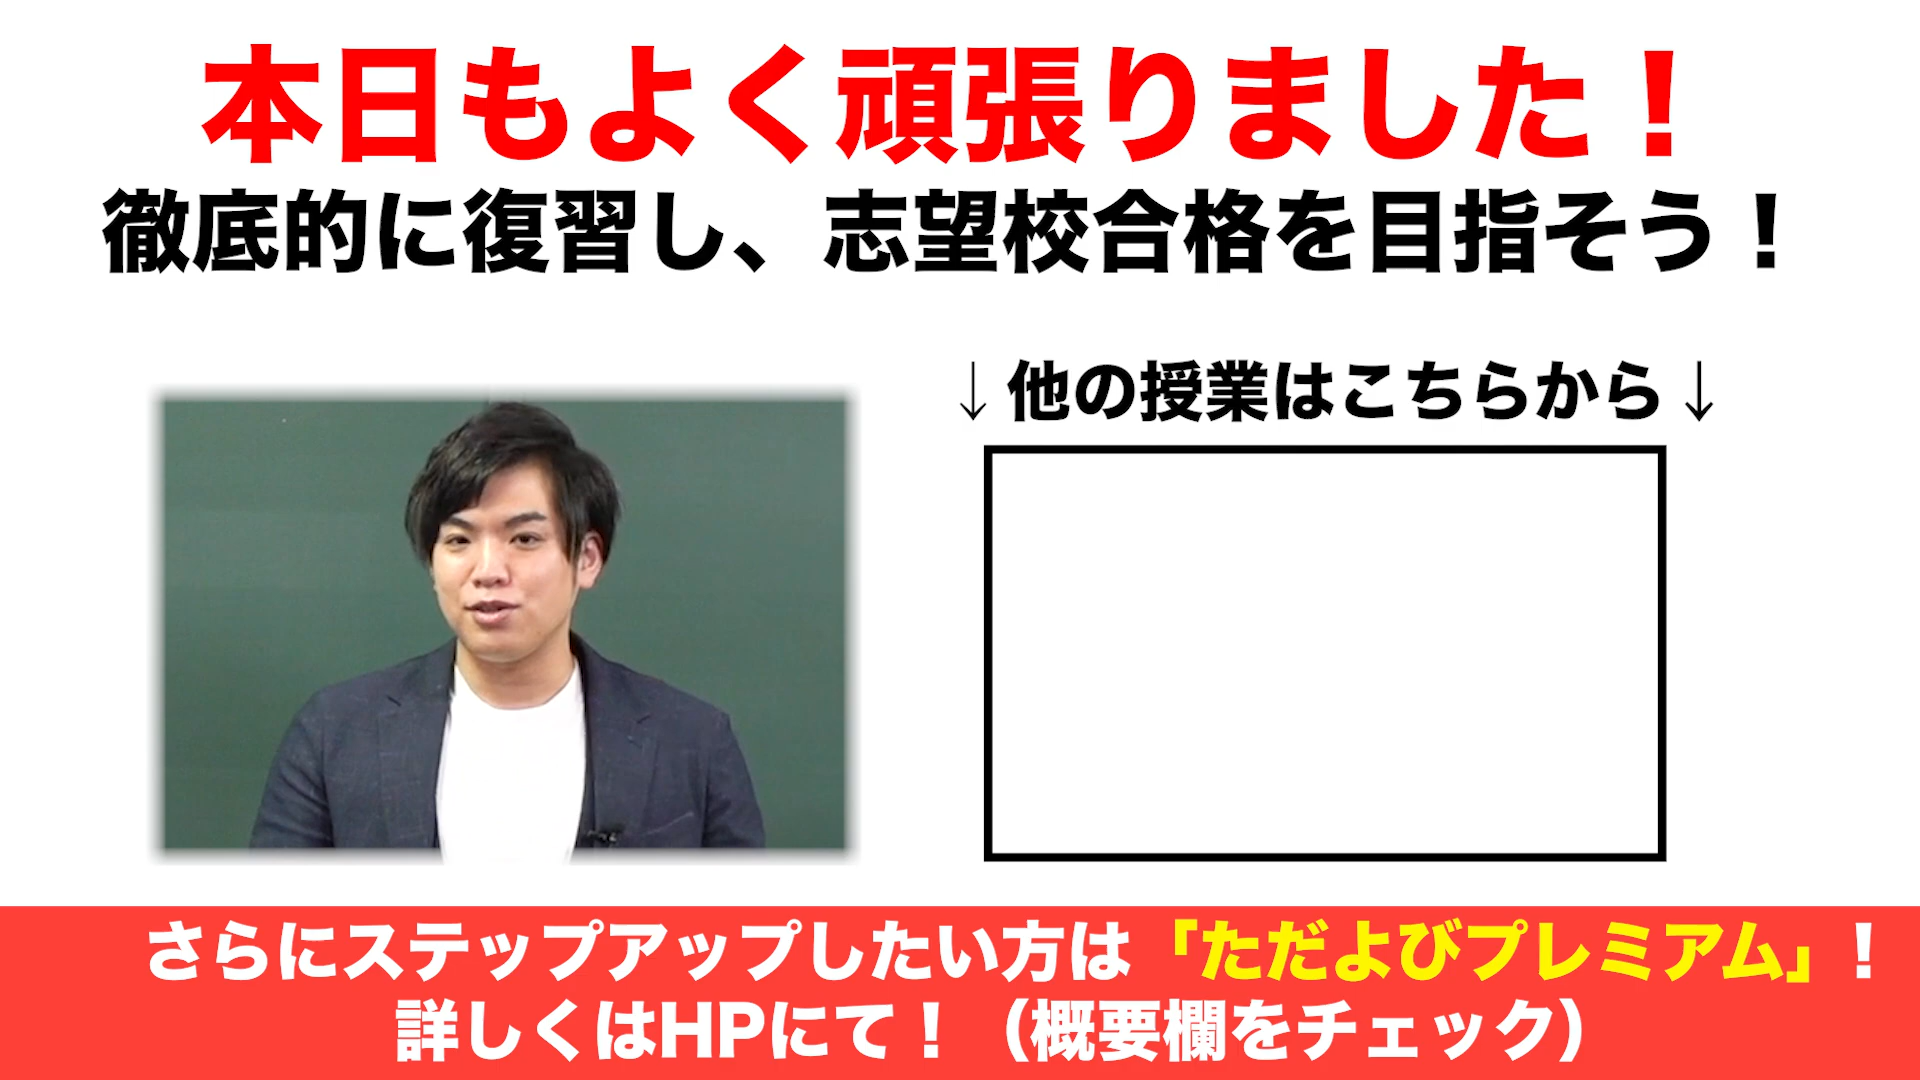 本日もよく頑張りました！
徹底的に復習し、志望校合格を目指そう！
↓他の授業はこちらから↓
さらにステップアップしたい方は「ただよびプレミアム」！
詳しくはHPにて！（概要欄をチェック）